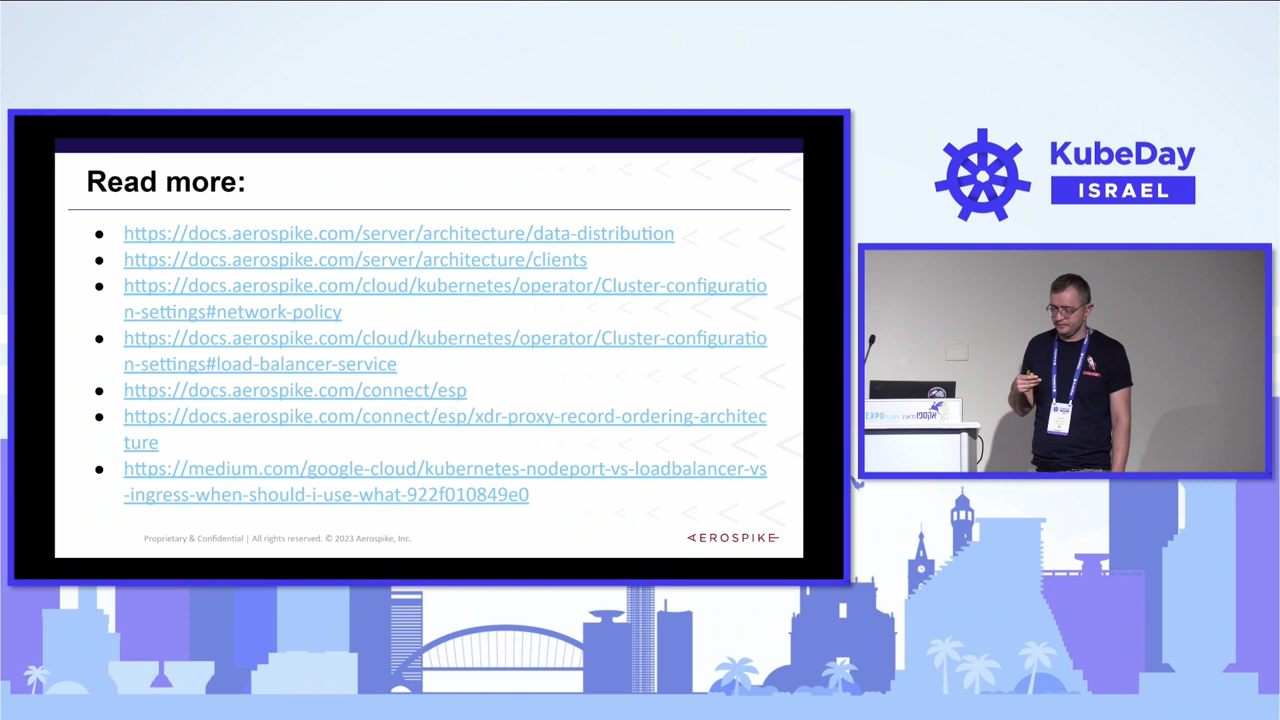 Read more:
https://docs.aerospike.com/server/architecture/data-distribution
https://docs.aerospike.com/server/architecture/clients
https://docs.aerospike.com/cloud/kubernetes/operator/Cluster-configuratio
n-settings#network-policy
https://docs.aerospike.com/cloud/kubernetes/operator/Cluster-configuratio
n-settings#load-balancer-service
https://docs.aerospike.com/connect/esp
https://docs.aerospike.com/connect/esp/xdr-proxy-record-ordering-architec
ture
https://medium.com/google-cloud/kubernetes-nodeport-vs-loadbalancer-vs
-ingress-when-should-i-use-what-922f010849e0
Proprietary & Confidential | All rights reserved. © 2023 Aerospike, Inc.
AEROSPIKE
KubeDay
ISRAEL
EXPO
אקספו